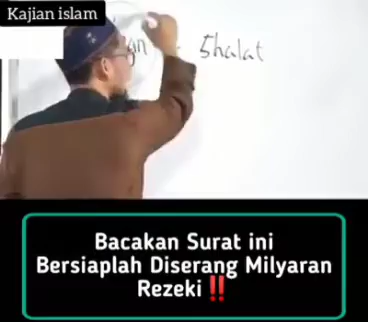 Kajian islam
Shalat
Bacakan Surat ini
Bersiaplah Diserang Milyaran
Rezeki ‼️